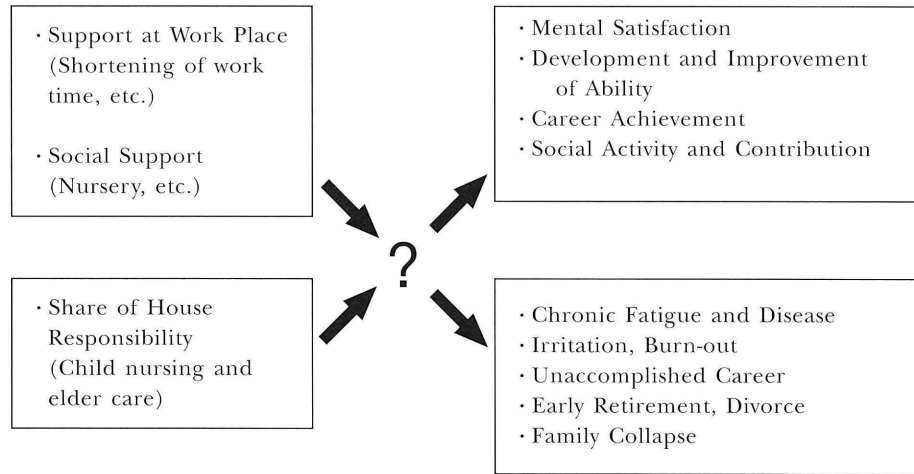 · Support at Work Place
(Shortening of work
time, etc.)
· Social Support
(Nursery, etc.)
· Mental Satisfaction
· Development and Improvement
of Ability
· Career Achievement
· Social Activity and Contribution
?
· Share of House
Responsibility
(Child nursing and
elder care)
· Chronic Fatigue and Disease
· Irritation, Burn-out
· Unaccomplished Career
· Early Retirement, Divorce
· Family Collapse